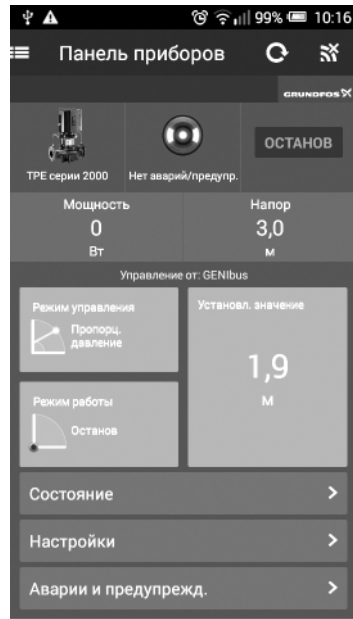 99% 10:16
Панель приборов
GRUNDFOS
ОСТАНОВ
TPE серии 2000
Нет аварий/предупр.
Мощность
0
Вт
Напор
3,0
м
Управление от: GENIbus
Режим управления
Пропорц.
давление
Установл. значение
1,9
м
Режим работы
Останов
Состояние
Настройки
Аварии и предупрежд.